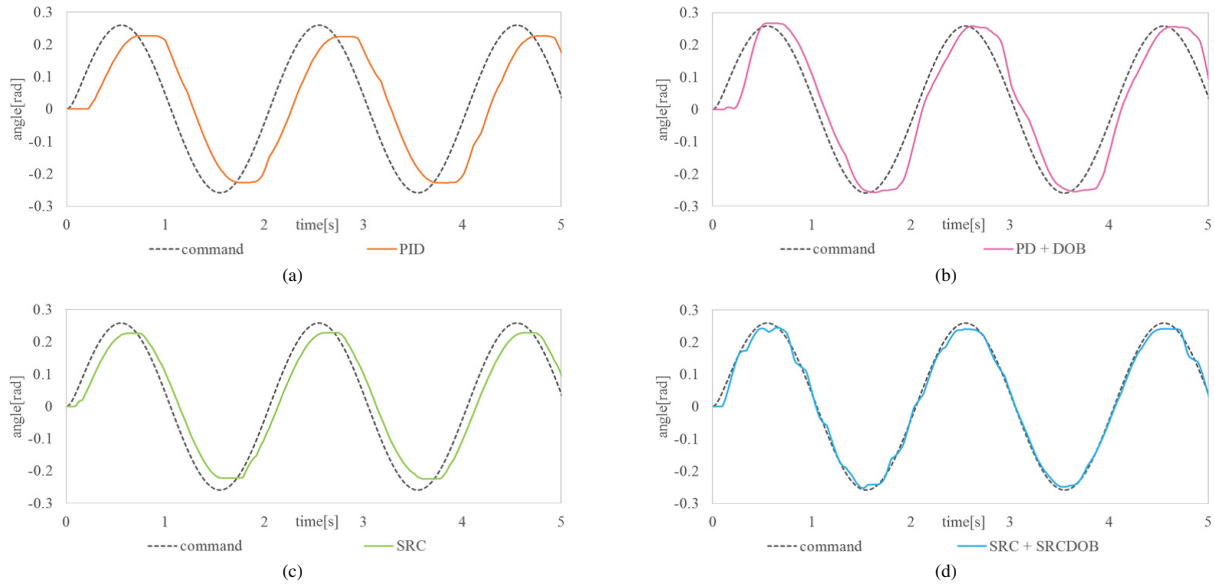 0.3
0.2
0.1
0
-0.1
-0.2
-0.3
angle[rad]
0 1 2 time[s] 3 4 5
command PID
(a)
0.3
0.2
0.1
0
-0.1
-0.2
-0.3
angle[rad]
0 1 2 time[s] 3 4 5
command PD + DOB
(b)
0.3
0.2
0.1
0
-0.1
-0.2
-0.3
angle[rad]
0 1 2 time[s] 3 4 5
command SRC
(c)
0.3
0.2
0.1
0
-0.1
-0.2
-0.3
angle[rad]
0 1 2 time[s] 3 4 5
command SRC + SRCDOB
(d)